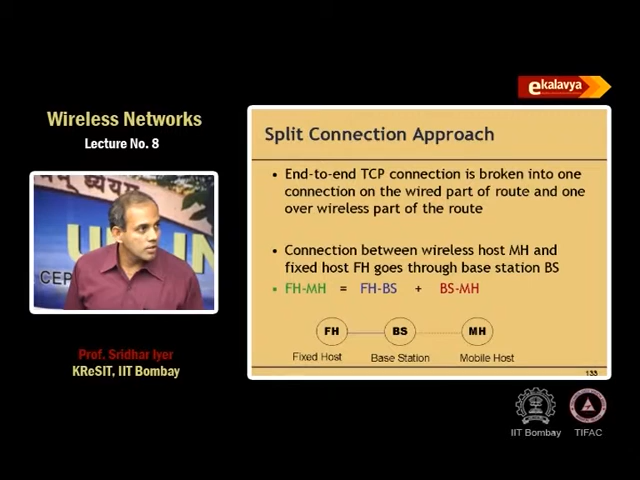 ekalavya
Wireless Networks
Lecture No. 8
Split Connection Approach
End-to-end TCP connection is broken into one
connection on the wired part of route and one
over wireless part of the route
Connection between wireless host MH and
fixed host FH goes through base station BS
FH-MH = FH-BS + BS-MH
FH BS MH
Fixed Host Base Station Mobile Host
133
CEP
Prof. Sridhar Iyer
KReSIT, IIT Bombay
IIT Bombay TIFAC